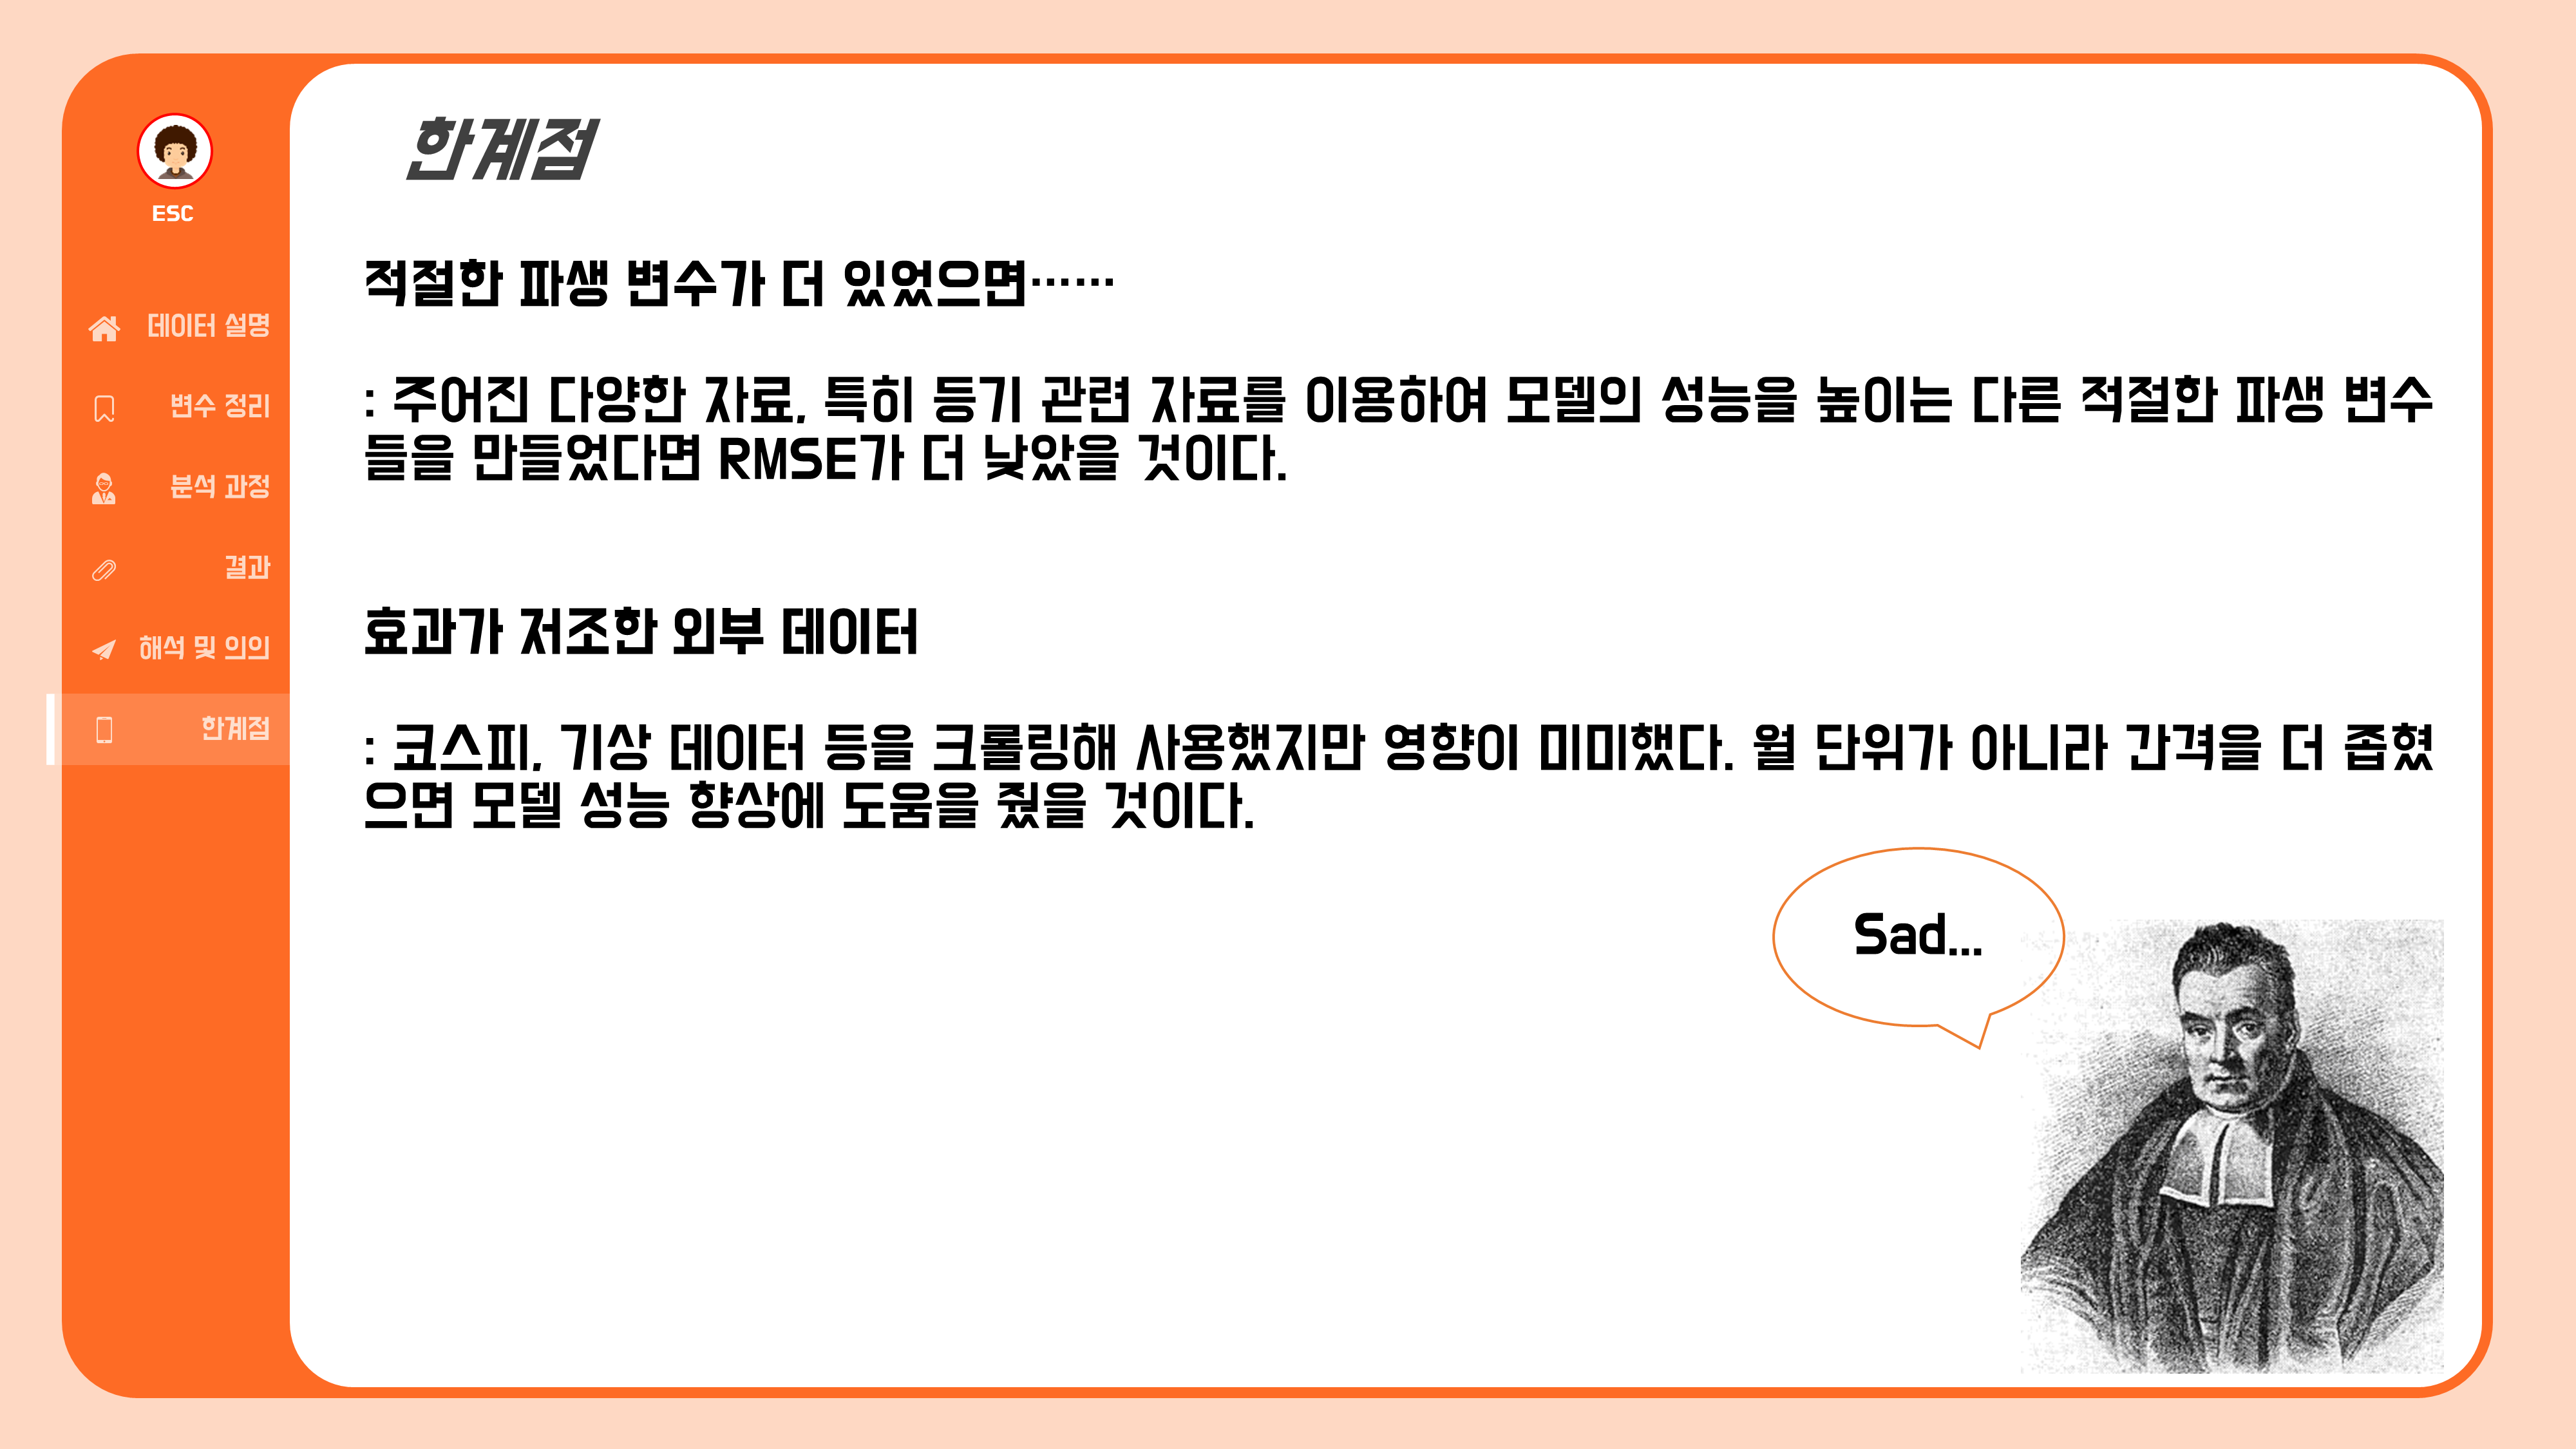 ESC
데이터 설명
변수 정리
분석 과정
결과
해석 및 의의
한계점
한계점
적절한 파생 변수가 더 있었으면……
: 주어진 다양한 자료, 특히 등기 관련 자료를 이용하여 모델의 성능을 높이는 다른 적절한 파생 변수
들을 만들었다면 RMSE가 더 낮았을 것이다.
효과가 저조한 외부 데이터
: 코스피, 기상 데이터 등을 크롤링해 사용했지만 영향이 미미했다. 월 단위가 아니라 간격을 더 좁혔
으면 모델 성능 향상에 도움을 줬을 것이다.
Sad...